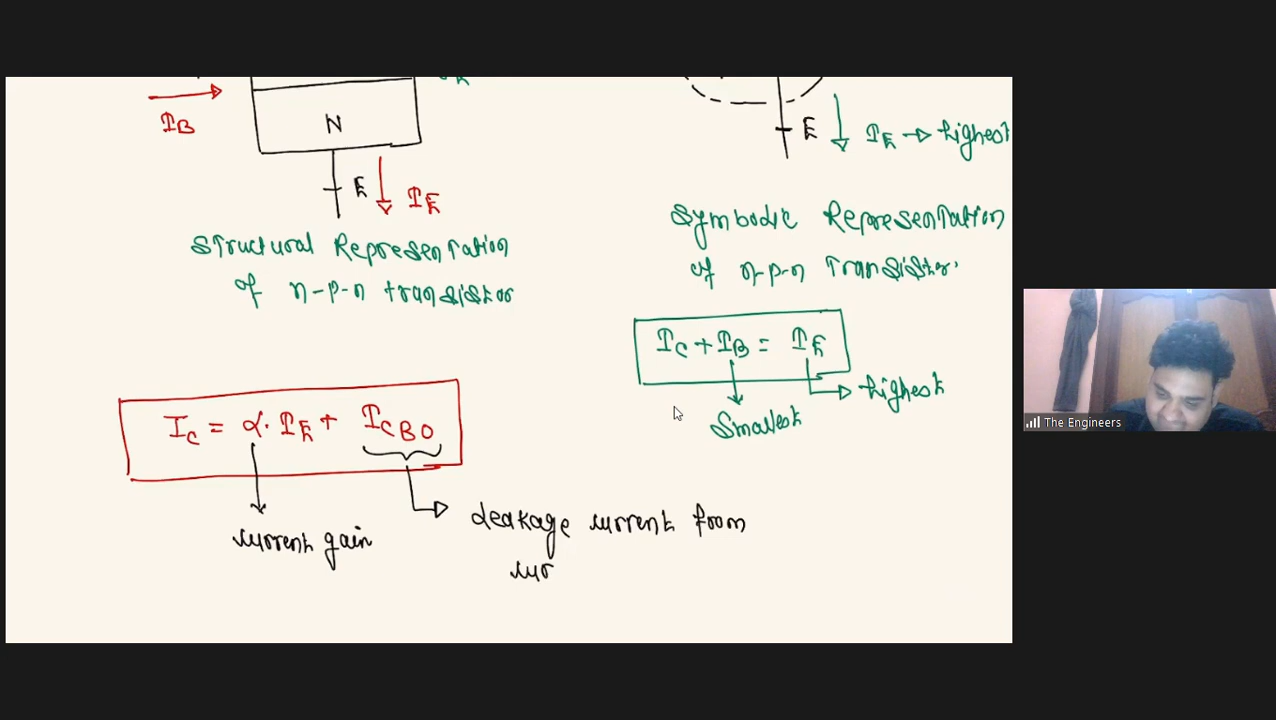 I_B
N
E
I_E
E
I_E → highest
Structural Representation
of n-p-n transistor
Symbolic Representation
of n-p-n Transistor.
I_C + I_B = I_E
highest
Smallest
I_C = α. I_E + I_CBO
current gain
Leakage current from
cur
The Engineers